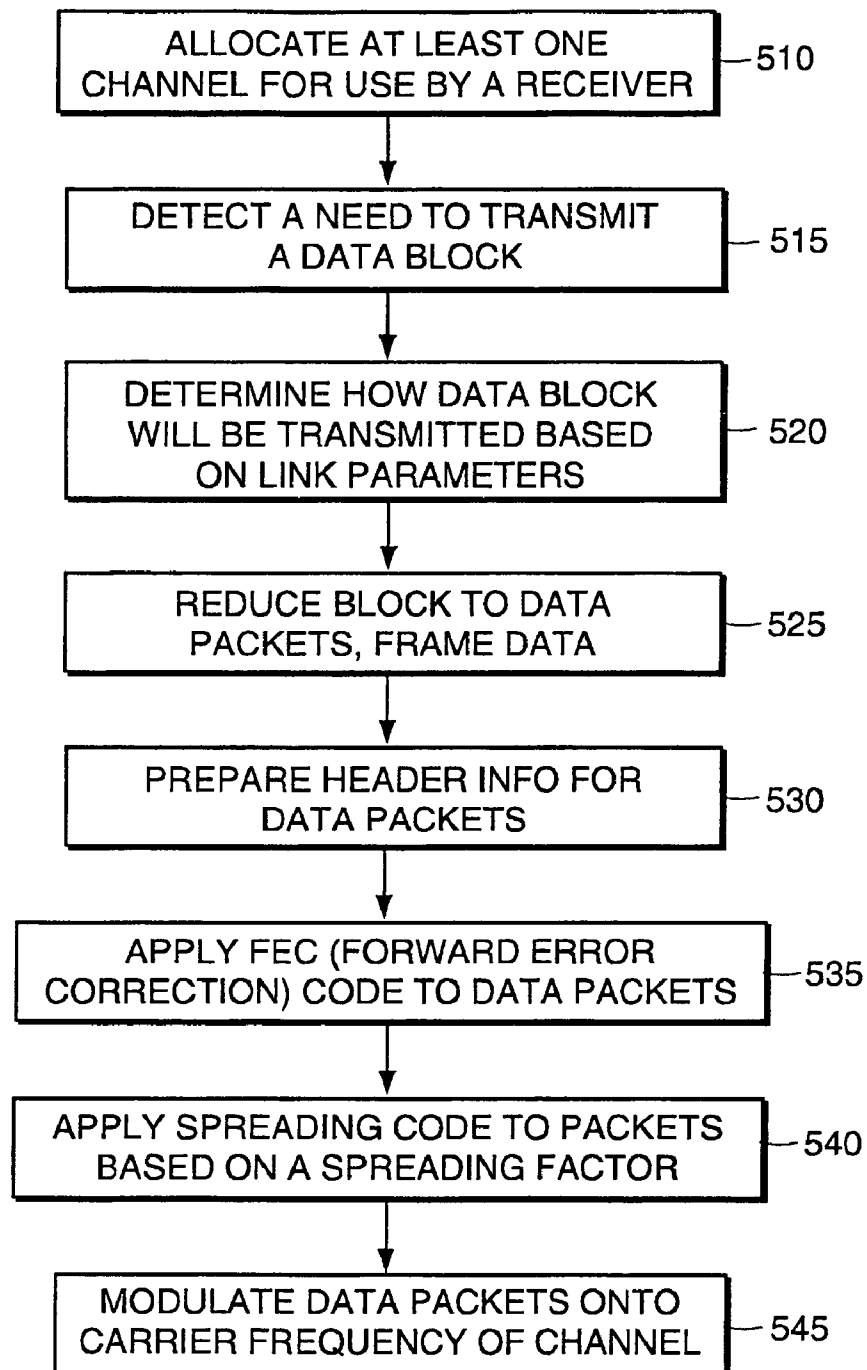 ALLOCATE AT LEAST ONE
CHANNEL FOR USE BY A RECEIVER
510
DETECT A NEED TO TRANSMIT
A DATA BLOCK
515
DETERMINE HOW DATA BLOCK
WILL BE TRANSMITTED BASED
ON LINK PARAMETERS
520
REDUCE BLOCK TO DATA
PACKETS, FRAME DATA
525
PREPARE HEADER INFO FOR
DATA PACKETS
530
APPLY FEC (FORWARD ERROR
CORRECTION) CODE TO DATA PACKETS
535
APPLY SPREADING CODE TO PACKETS
BASED ON A SPREADING FACTOR
540
MODULATE DATA PACKETS ONTO
CARRIER FREQUENCY OF CHANNEL
545